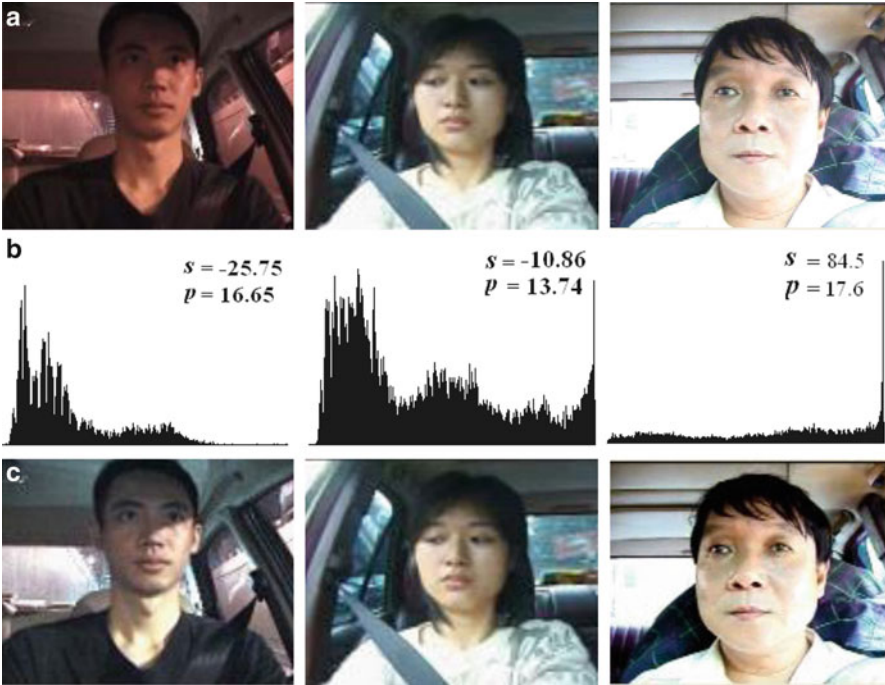 a
b
s = -25.75
p = 16.65
s = -10.86
p = 13.74
s = 84.5
p = 17.6
c